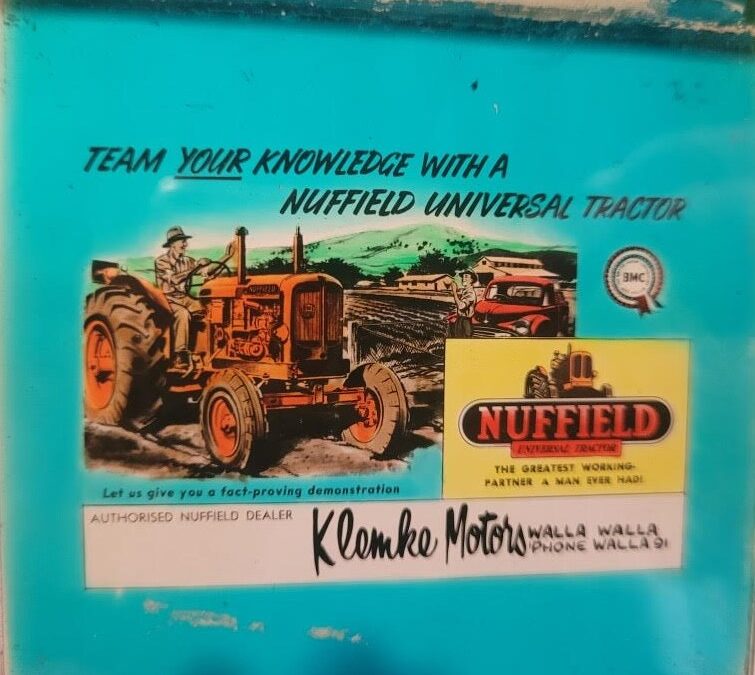 TEAM YOUR KNOWLEDGE WITH A
NUFFIELD UNIVERSAL TRACTOR
NUFFIELD
BMC
NUFFIELD
UNIVERSAL TRACTOR
THE GREATEST WORKING-
PARTNER A MAN EVER HAD!
Let us give you a fact-proving demonstration
AUTHORISED NUFFIELD DEALER
Klemke Motors
WALLA WALLA
'PHONE WALLA 91